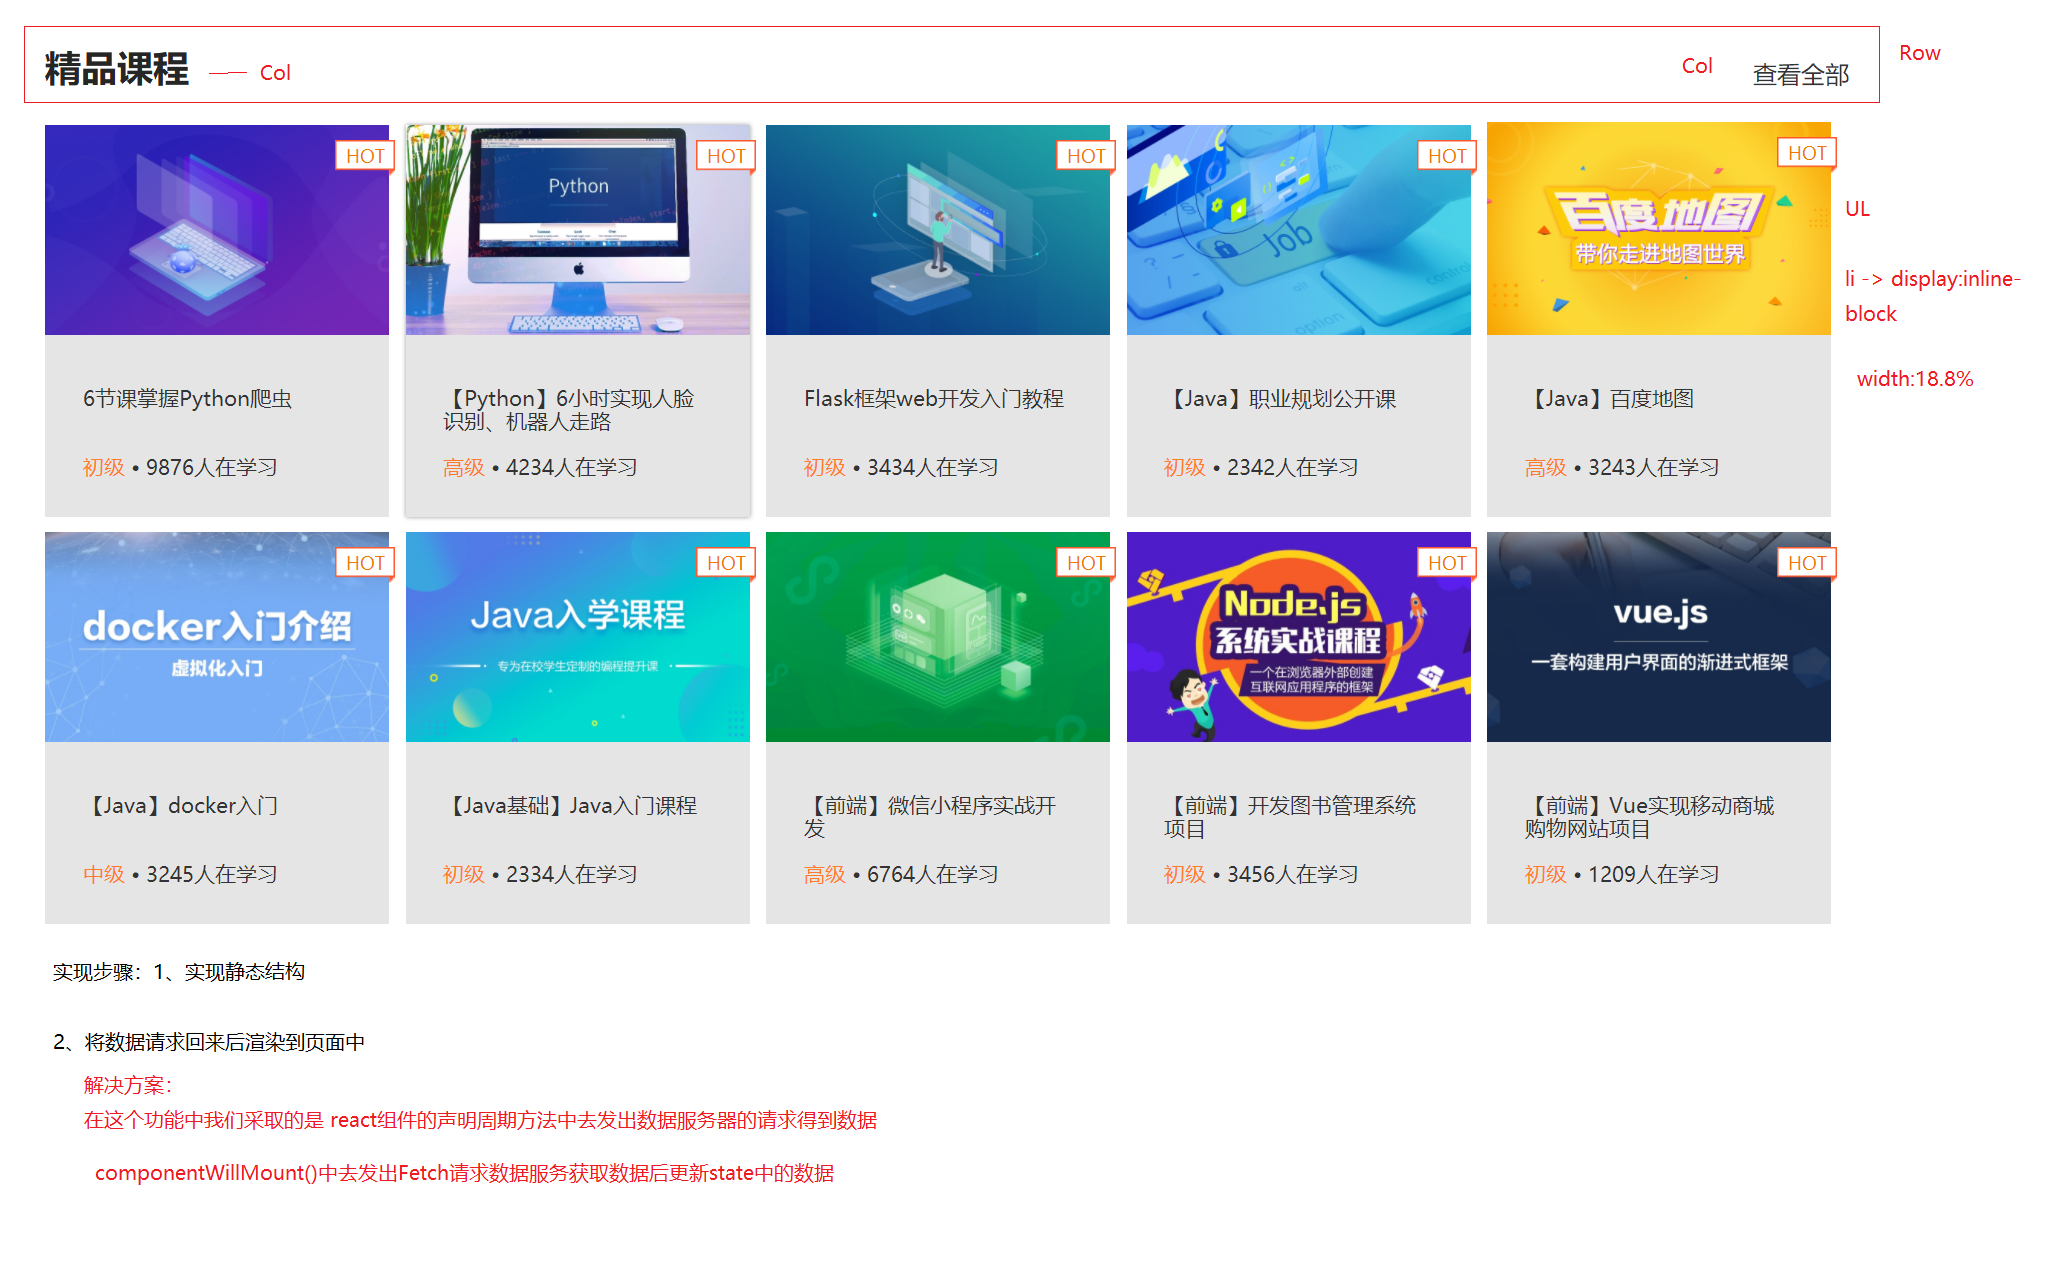 精品课程
Col
Col
查看全部
Row
HOT
Python
HOT
HOT
Job
control
alt
option
HOT
百度地图
带你走进地图世界
HOT
UL
li -> display:inline-
block
width:18.8%
6节课掌握Python爬虫
初级 • 9876人在学习
【Python】6小时实现人脸
识别、机器人走路
高级 • 4234人在学习
Flask框架web开发入门教程
初级 • 3434人在学习
【Java】职业规划公开课
初级 • 2342人在学习
【Java】百度地图
高级 • 3243人在学习
HOT
docker入门介绍
虚拟化入门
HOT
Java入学课程
专为在校学生定制的编程提升课
HOT
HOT
Node.js
系统实战课程
一个在浏览器外部创建
互联网应用程序的框架
HOT
vue.js
一套构建用户界面的渐进式框架
【Java】docker入门
中级 • 3245人在学习
【Java基础】Java入门课程
初级 • 2334人在学习
【前端】微信小程序实战开
发
高级 • 6764人在学习
【前端】开发图书管理系统
项目
初级 • 3456人在学习
【前端】Vue实现移动商城
购物网站项目
初级 • 1209人在学习
实现步骤：1、实现静态结构
2、将数据请求回来后渲染到页面中
解决方案：
在这个功能中我们采取的是 react组件的声明周期方法中去发出数据服务器的请求得到数据
componentWillMount()中去发出Fetch请求数据服务获取数据后更新state中的数据